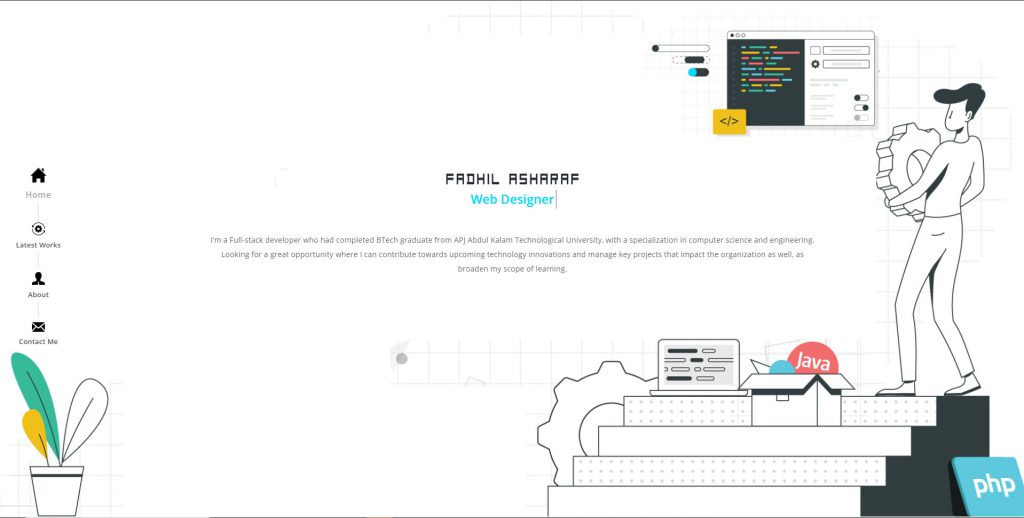 </>
FADHIL ASHARAF
Web Designer
I'm a Full-stack developer who had completed BTech graduate from APJ Abdul Kalam Technological University, with a specialization in computer science and engineering.
Looking for a great opportunity where I can contribute towards upcoming technology innovations and manage key projects that impact the organization as well, as
broaden my scope of learning.
Home
Latest Works
About
Contact Me
Java
php